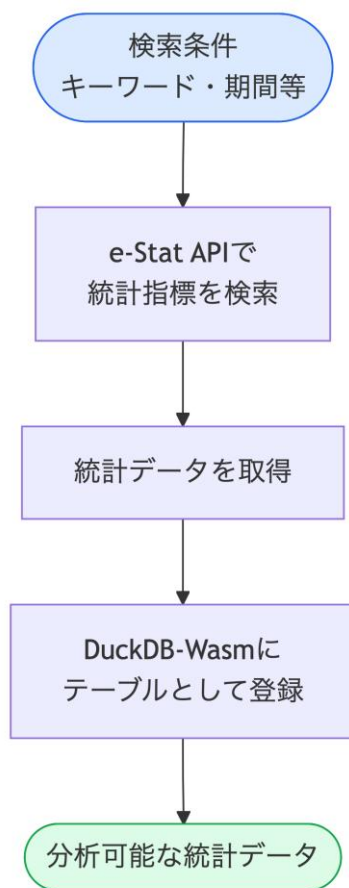 検索条件
キーワード・期間等
e-Stat APIで
統計指標を検索
統計データを取得
DuckDB-Wasmに
テーブルとして登録
分析可能な統計データ